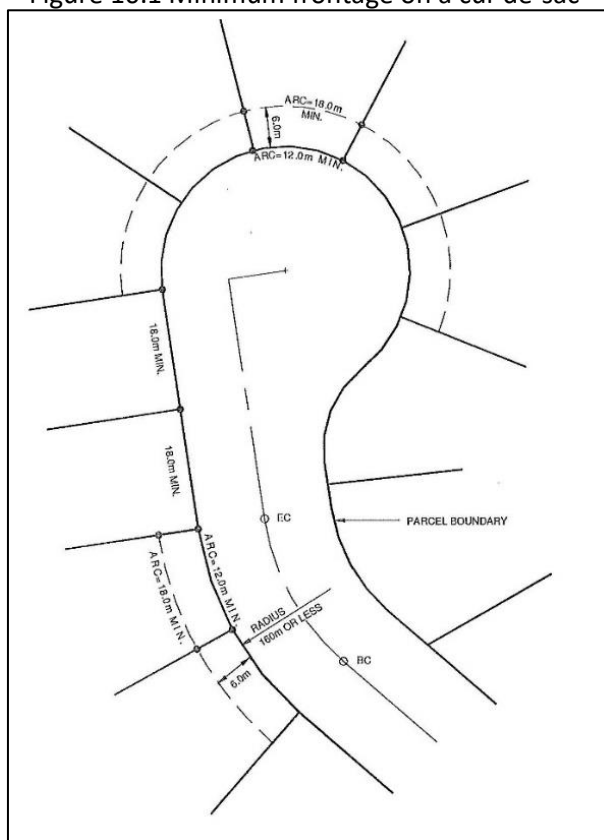 Figure 10.1 Minimum frontage on a cul-de-sac
ARC=18.0m
MIN.
6.0m
ARC=12.0m MIN.
18.0m MIN.
18.0m MIN.
EC
PARCEL BOUNDARY
ARC=12.0m MIN.
ARC=18.0m MIN.
RADIUS
160m OR LESS
BC
6.0m